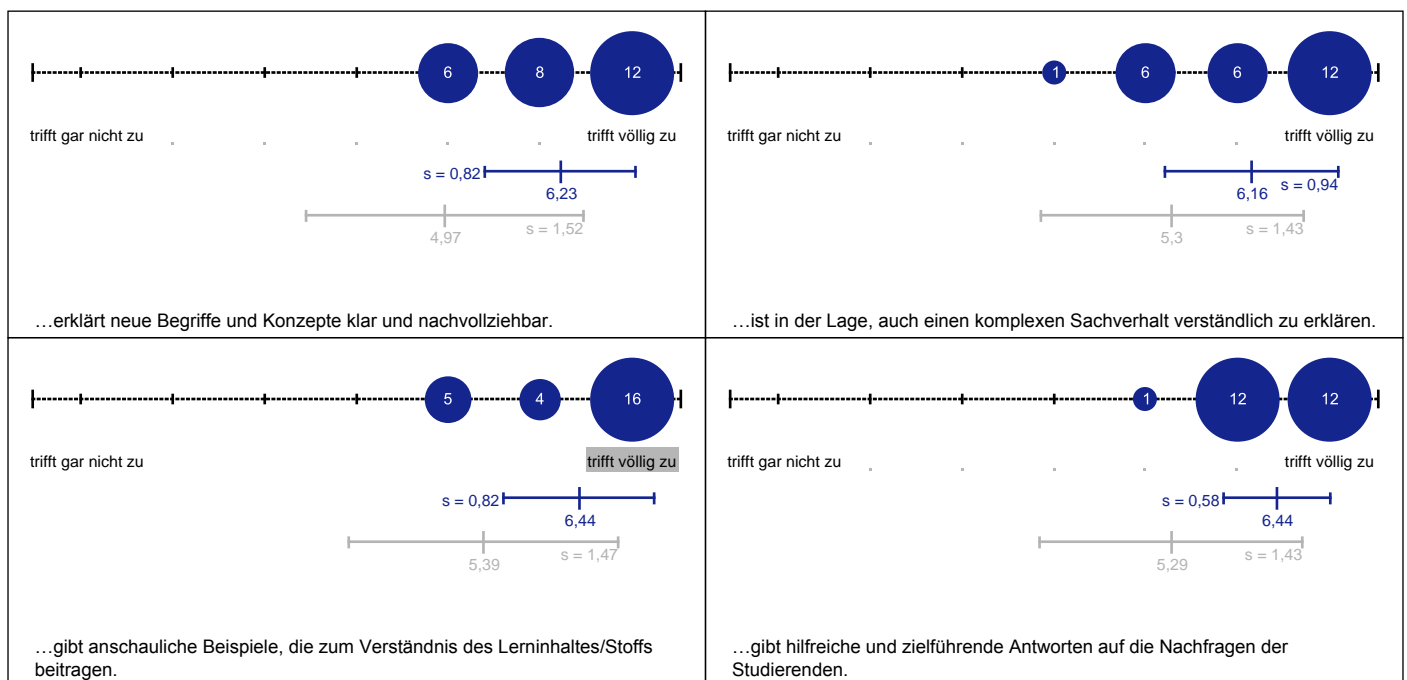 6 8 12
trifft gar nicht zu trifft völlig zu
s = 0,82
6,23
4,97 s = 1,52
…erklärt neue Begriffe und Konzepte klar und nachvollziehbar.
1 6 6 12
trifft gar nicht zu trifft völlig zu
6,16 s = 0,94
5,3 s = 1,43
…ist in der Lage, auch einen komplexen Sachverhalt verständlich zu erklären.
5 4 16
trifft gar nicht zu trifft völlig zu
s = 0,82
6,44
5,39 s = 1,47
…gibt anschauliche Beispiele, die zum Verständnis des Lerninhaltes/Stoffs
beitragen.
1 12 12
trifft gar nicht zu trifft völlig zu
s = 0,58
6,44
5,29 s = 1,43
…gibt hilfreiche und zielführende Antworten auf die Nachfragen der
Studierenden.